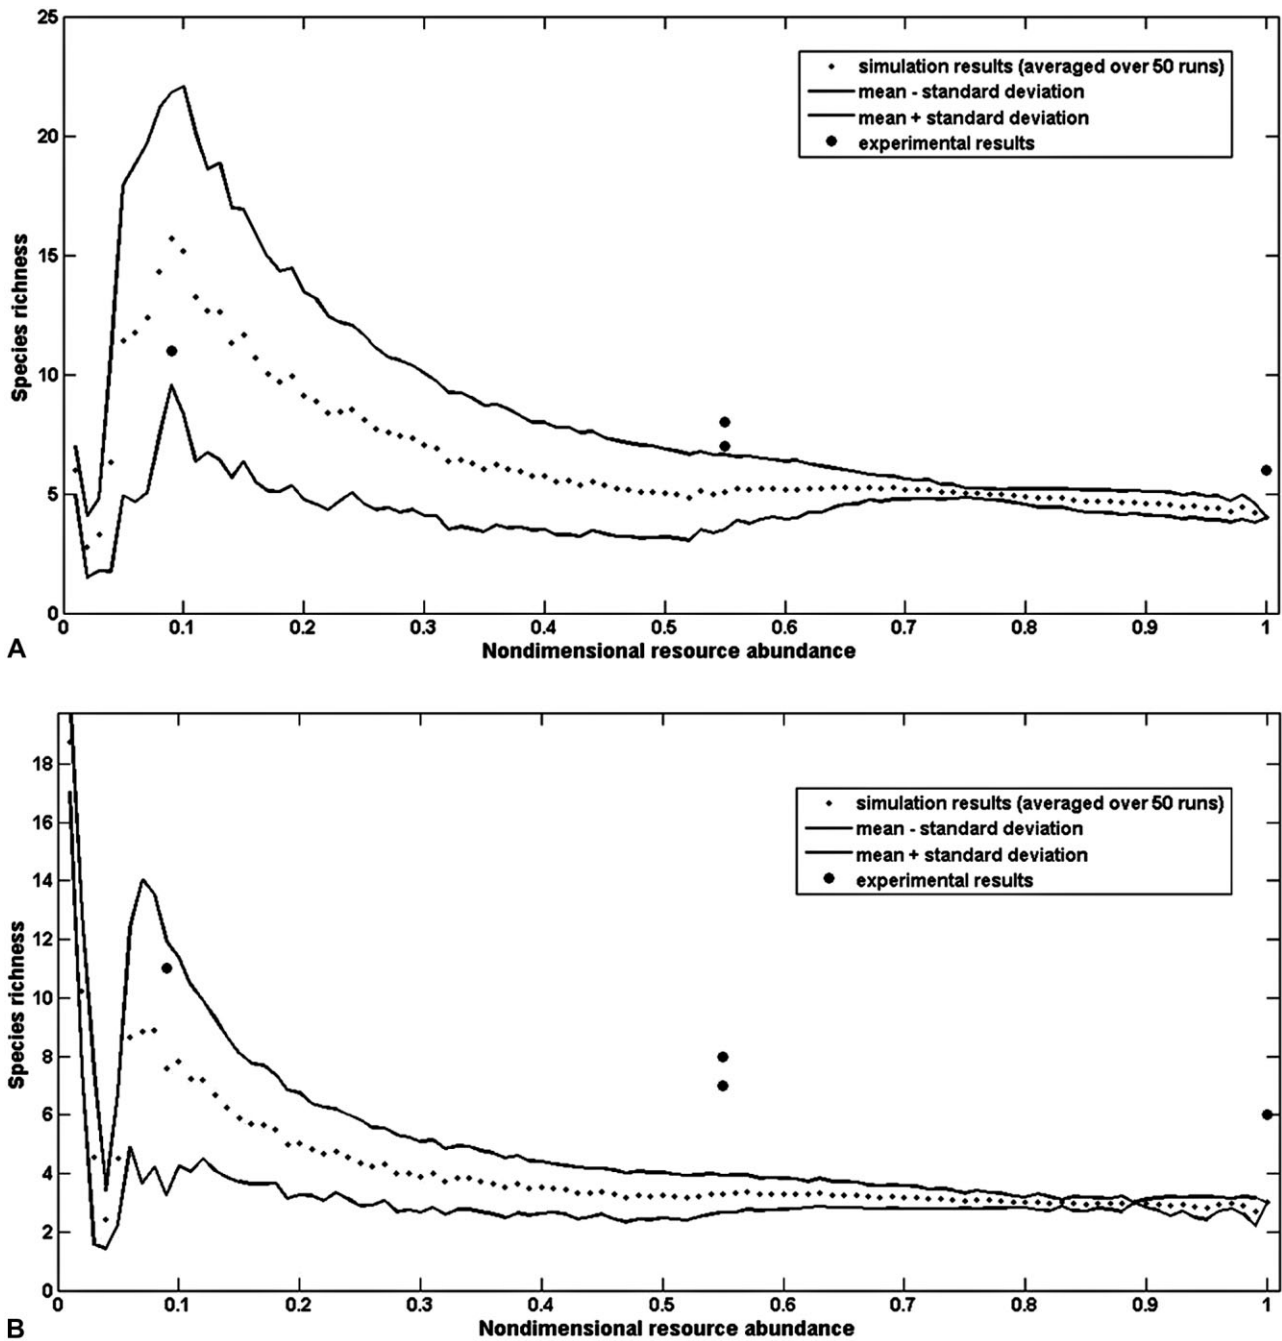 25
20
15
10
5
0
Species richness
simulation results (averaged over 50 runs)
mean - standard deviation
mean + standard deviation
experimental results
0 0.1 0.2 0.3 0.4 0.5 0.6 0.7 0.8 0.9 1
A
Nondimensional resource abundance
18
16
14
12
10
8
6
4
2
0
Species richness
simulation results (averaged over 50 runs)
mean - standard deviation
mean + standard deviation
experimental results
0 0.1 0.2 0.3 0.4 0.5 0.6 0.7 0.8 0.9 1
B
Nondimensional resource abundance